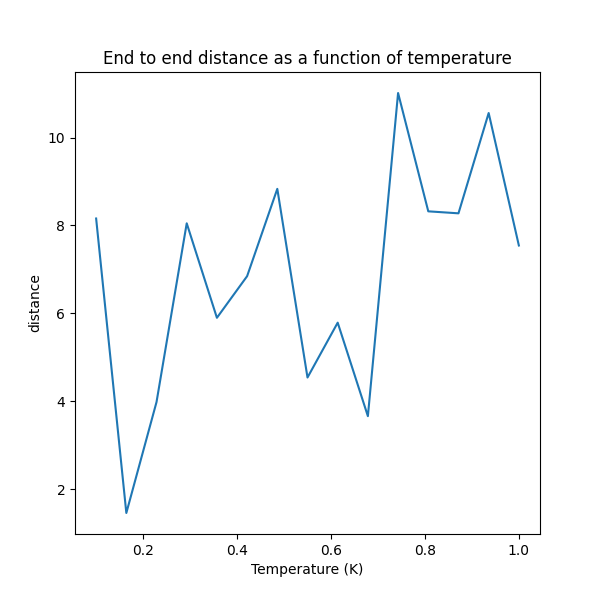 End to end distance as a function of temperature
10
8
6
4
2
distance
0.2 0.4 0.6 0.8 1.0
Temperature (K)